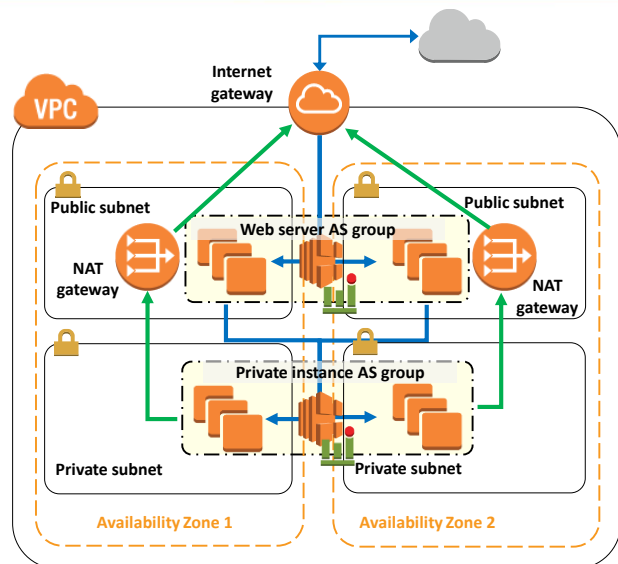 Internet
gateway
VPC
Public subnet
Public subnet
Web server AS group
NAT
gateway
NAT
gateway
Private instance AS group
Private subnet
Private subnet
Availability Zone 1
Availability Zone 2